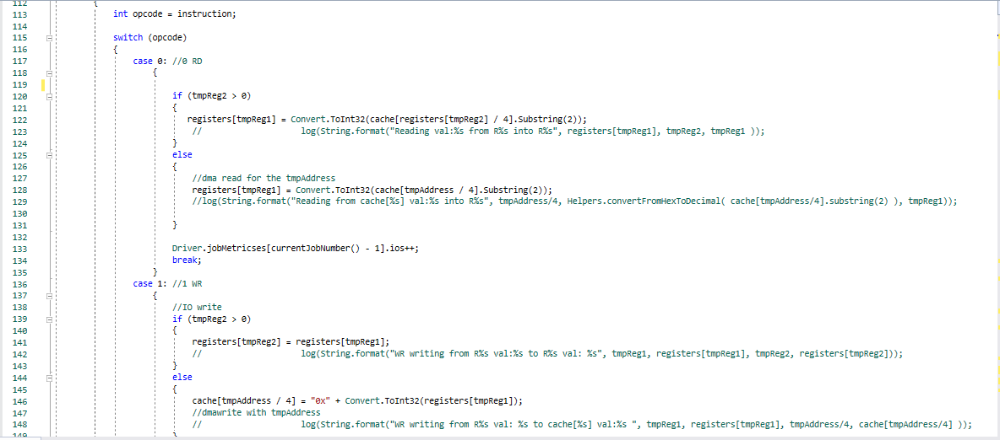 112 {
113 int opcode = instruction;
114
115 switch (opcode)
116 {
117 case 0: //0 RD
118 {
119
120 if (tmpReg2 > 0)
121 {
122 registers[tmpReg1] = Convert.ToInt32(cache[registers[tmpReg2] / 4].Substring(2));
123 // log(String.format("Reading val:%s from R%s into R%s", registers[tmpReg1], tmpReg2, tmpReg1 ));
124 }
125 else
126 {
127 //dma read for the tmpAddress
128 registers[tmpReg1] = Convert.ToInt32(cache[tmpAddress / 4].Substring(2));
129 //log(String.format("Reading from cache[%s] val:%s into R%s", tmpAddress/4, Helpers.convertFromHexToDecimal( cache[tmpAddress/4].substring(2) ), tmpReg1));
130
131 }
132
133 Driver.jobMetricses[currentJobNumber() - 1].ios++;
134 break;
135 }
136 case 1: //1 WR
137 {
138 //IO write
139 if (tmpReg2 > 0)
140 {
141 registers[tmpReg2] = registers[tmpReg1];
142 // log(String.format("WR writing from R%s val:%s to R%s val: %s", tmpReg1, registers[tmpReg1], tmpReg2, registers[tmpReg2]));
143 }
144 else
145 {
146 cache[tmpAddress / 4] = "0x" + Convert.ToInt32(registers[tmpReg1]);
147 //dmawrite with tmpAddress
148 // log(String.format("WR writing from R%s val: %s to cache[%s] val:%s ", tmpReg1, registers[tmpReg1], tmpAddress/4, cache[tmpAddress/4] ));
149 }